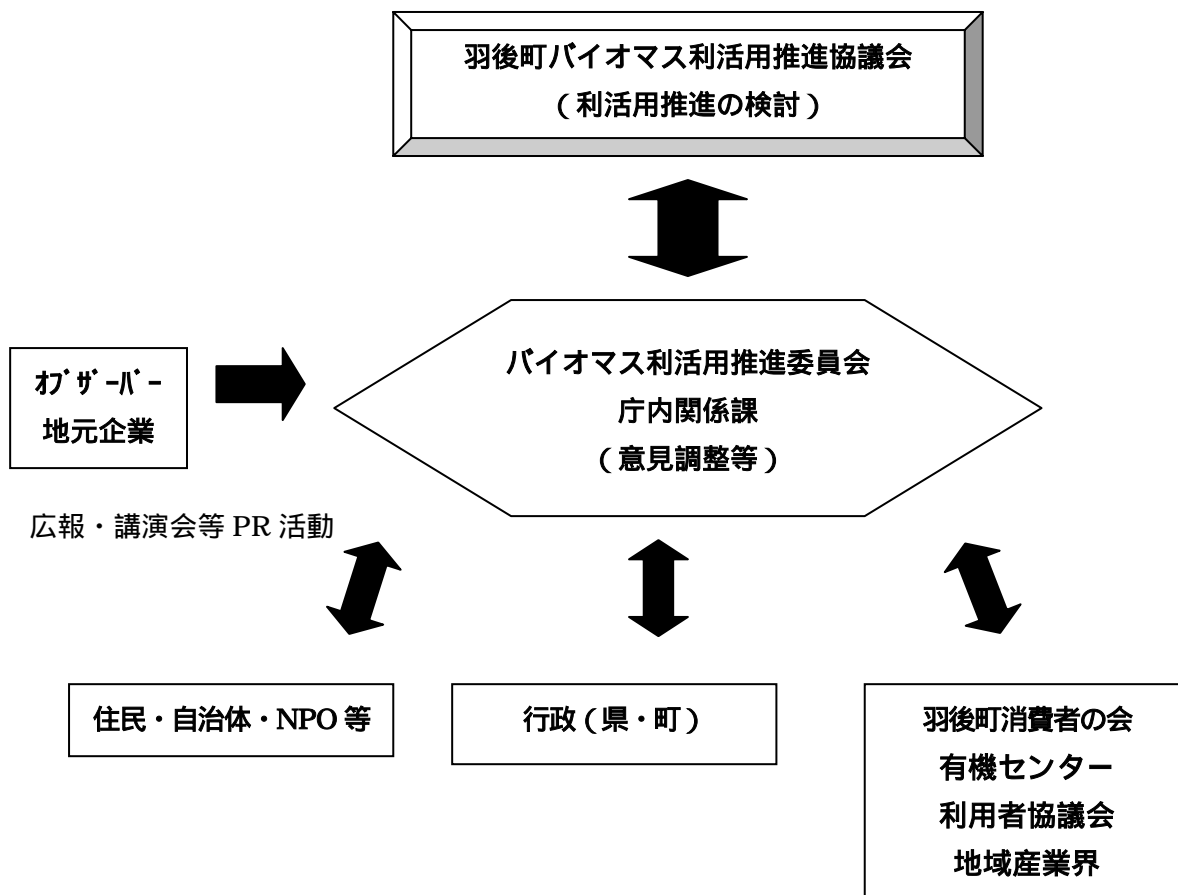 羽後町バイオマス利活用推進協議会
(利活用推進の検討)
バイオマス利活用推進委員会
庁内関係課
(意見調整等)
ｵﾌﾞｻﾞｰﾊﾞｰ
地元企業
広報・講演会等 PR 活動
住民・自治体・NPO 等
行政(県・町)
羽後町消費者の会
有機センター
利用者協議会
地域産業界